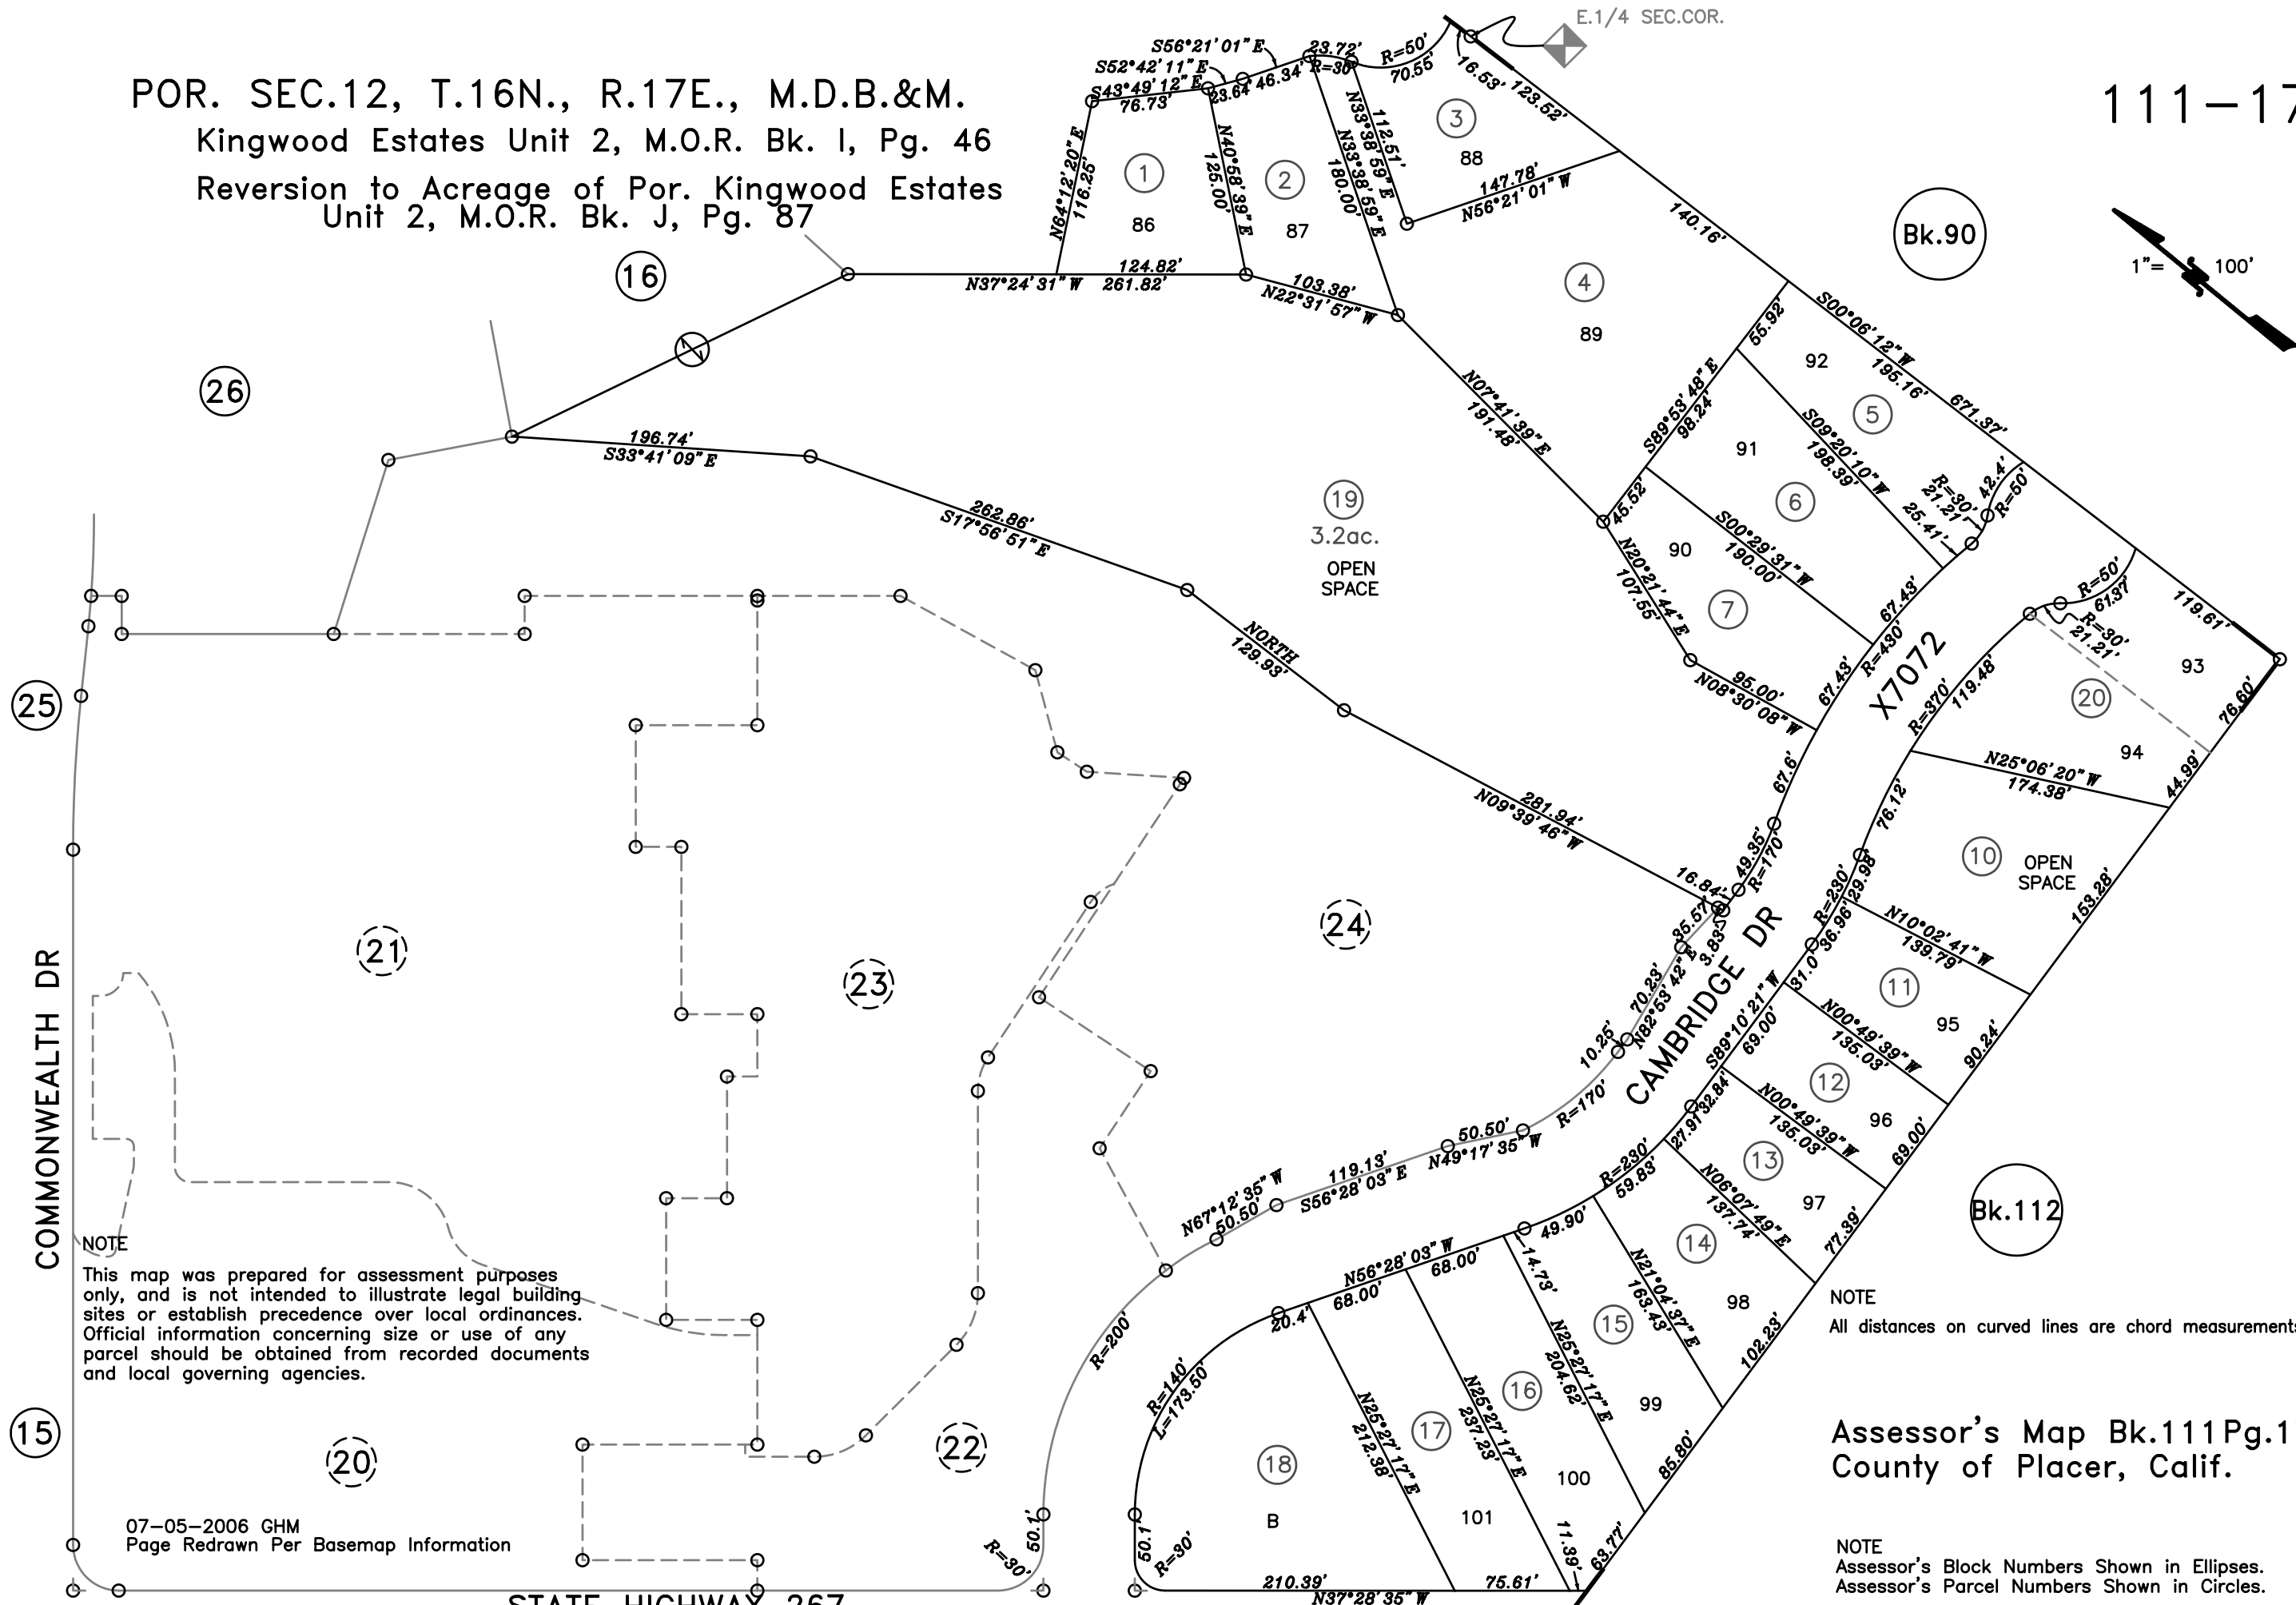 POR. SEC.12, T.16N., R.17E., M.D.B.&M.
Kingwood Estates Unit 2, M.O.R. Bk. I, Pg. 46
Reversion to Acreage of Por. Kingwood Estates
Unit 2, M.O.R. Bk. J, Pg. 87
E.1/4 SEC.COR.
111-17
Bk.90
1"= 100'
S56°21'01"E
S52°42'11"E
S43°49'12"E
76.73'
23.64'
46.34'
23.72'
R=30'
R=50'
70.55'
16.53'
123.52'
N64°12'20"E
116.25'
1
86
N40°58'39"E
125.00'
2
87
N33°38'59"E
180.00'
N33°38'59"E
112.51'
3
88
147.78'
N56°21'01"W
140.16'
16
26
124.82'
N37°24'31"W 261.82'
103.38'
N22°31'57"W
4
89
55.92'
92
S00°06'12"W
195.16'
671.37'
5
196.74'
S33°41'09"E
262.86'
S17°56'51"E
N07°41'39"E
191.48'
S89°53'48"E
98.24'
91
S09°20'10"W
198.39'
6
R=30'
21.21'
25.41'
42.4'
R=50'
19
3.2ac.
OPEN
SPACE
45.52'
90
S00°29'31"W
190.00'
N20°21'44"E
107.55'
7
67.43'
R=430'
67.43'
R=50'
61.37'
R=30'
21.21'
119.61'
93
NORTH
129.93'
95.00'
N08°30'08"W
X7072
R=370'
119.48'
20
94
76.60'
25
67.6'
N25°06'20"W
174.38'
44.99'
281.94'
N09°39'46"W
76.12'
10
OPEN
SPACE
153.28'
49.35'
R=170'
16.84'
35.57'
3.83'
R=230'
29.98'
36.96'
N10°02'41"W
139.79'
21
23
24
70.23'
N82°53'42"E
10.25'
CAMBRIDGE DR
31.0'
11
95
90.24'
S89°10'21"W
69.00'
N00°49'39"W
135.03'
12
96
69.00'
COMMONWEALTH DR
R=170'
32.84'
27.91'
N00°49'39"W
135.03'
13
97
77.39'
50.50'
N49°17'35"W
119.13'
S56°28'03"E
N67°12'35"W
50.50'
R=230'
59.83'
N06°07'49"E
137.74'
14
98
102.23'
Bk.112
49.90'
14.73'
N21°04'37"E
163.43'
15
99
N56°28'03"W
68.00'
68.00'
20.4'
R=200'
R=140'
L=173.50'
N25°27'17"E
204.62'
16
100
85.80'
N25°27'17"E
237.23'
17
101
N25°27'17"E
212.38'
18
B
NOTE
This map was prepared for assessment purposes
only, and is not intended to illustrate legal building
sites or establish precedence over local ordinances.
Official information concerning size or use of any
parcel should be obtained from recorded documents
and local governing agencies.
NOTE
All distances on curved lines are chord measurements
Assessor's Map Bk.111 Pg.1
County of Placer, Calif.
15
20
22
07-05-2006 GHM
Page Redrawn Per Basemap Information
50.1'
R=30'
50.1'
R=30'
11.39'
63.77'
210.39'
75.61'
N37°28'35"W
STATE HIGHWAY 267
NOTE
Assessor's Block Numbers Shown in Ellipses.
Assessor's Parcel Numbers Shown in Circles.